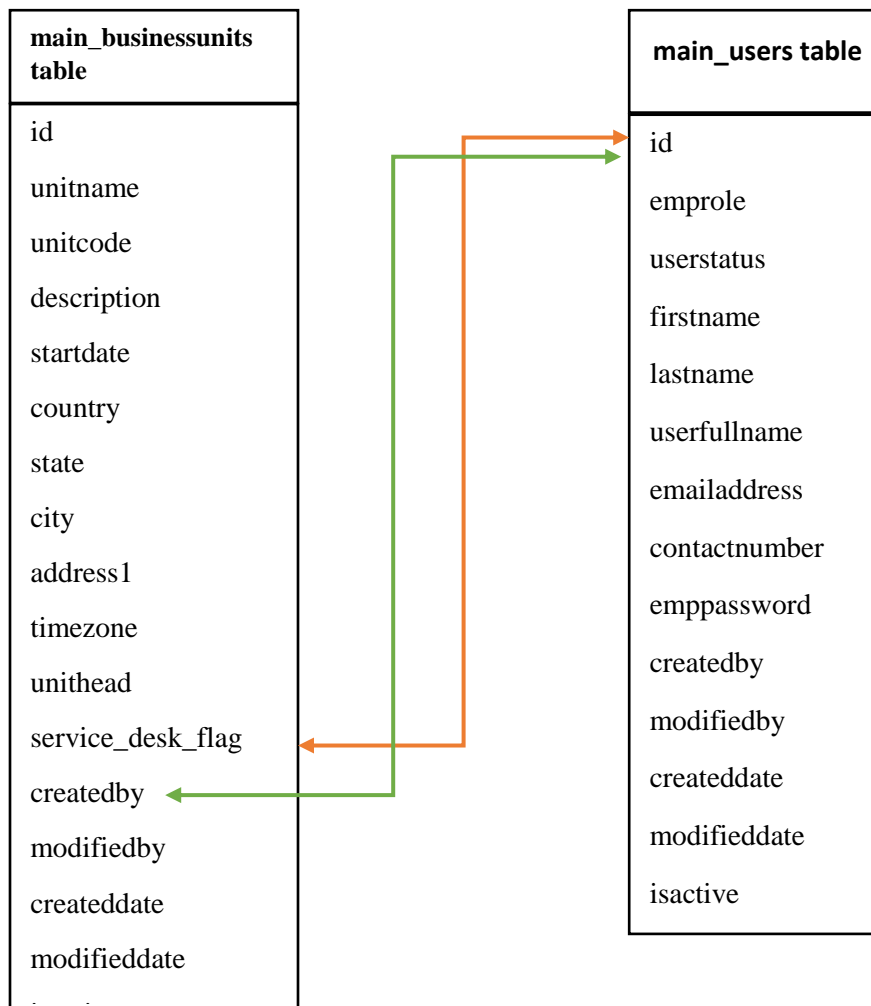 main_businessunits
table
id
unitname
unitcode
description
startdate
country
state
city
address1
timezone
unithead
service_desk_flag
createdby
modifiedby
createddate
modifieddate
main_users table
id
emprole
userstatus
firstname
lastname
userfullname
emailaddress
contactnumber
emppassword
createdby
modifiedby
createddate
modifieddate
isactive